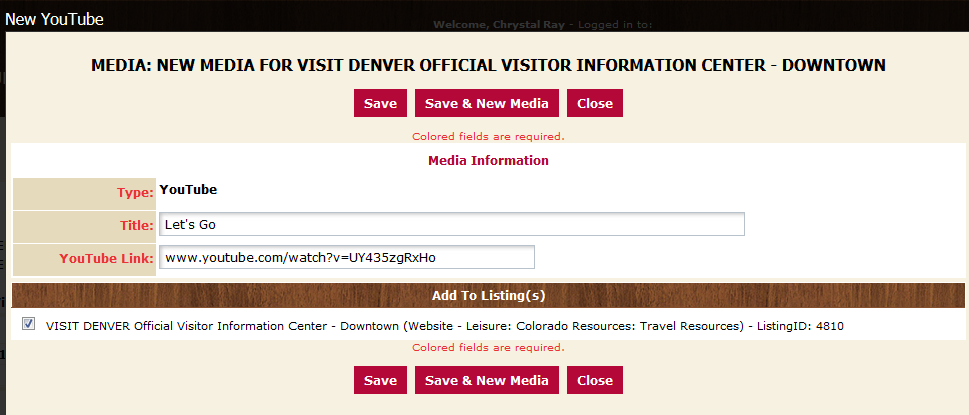 New YouTube
Welcome, Chrystal Ray - Logged in to:
MEDIA: NEW MEDIA FOR VISIT DENVER OFFICIAL VISITOR INFORMATION CENTER - DOWNTOWN
Save Save & New Media Close
Colored fields are required.
Media Information
Type: YouTube
Title: Let's Go
YouTube Link: www.youtube.com/watch?v=UY435zgRxHo
Add To Listing(s)
VISIT DENVER Official Visitor Information Center - Downtown (Website - Leisure: Colorado Resources: Travel Resources) - ListingID: 4810
Colored fields are required.
Save Save & New Media Close